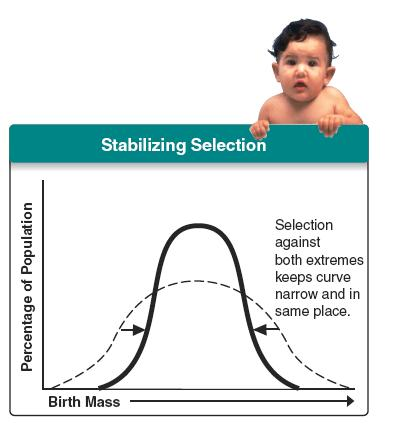 Stabilizing Selection
Percentage of Population
Selection
against
both extremes
keeps curve
narrow and in
same place.
Birth Mass